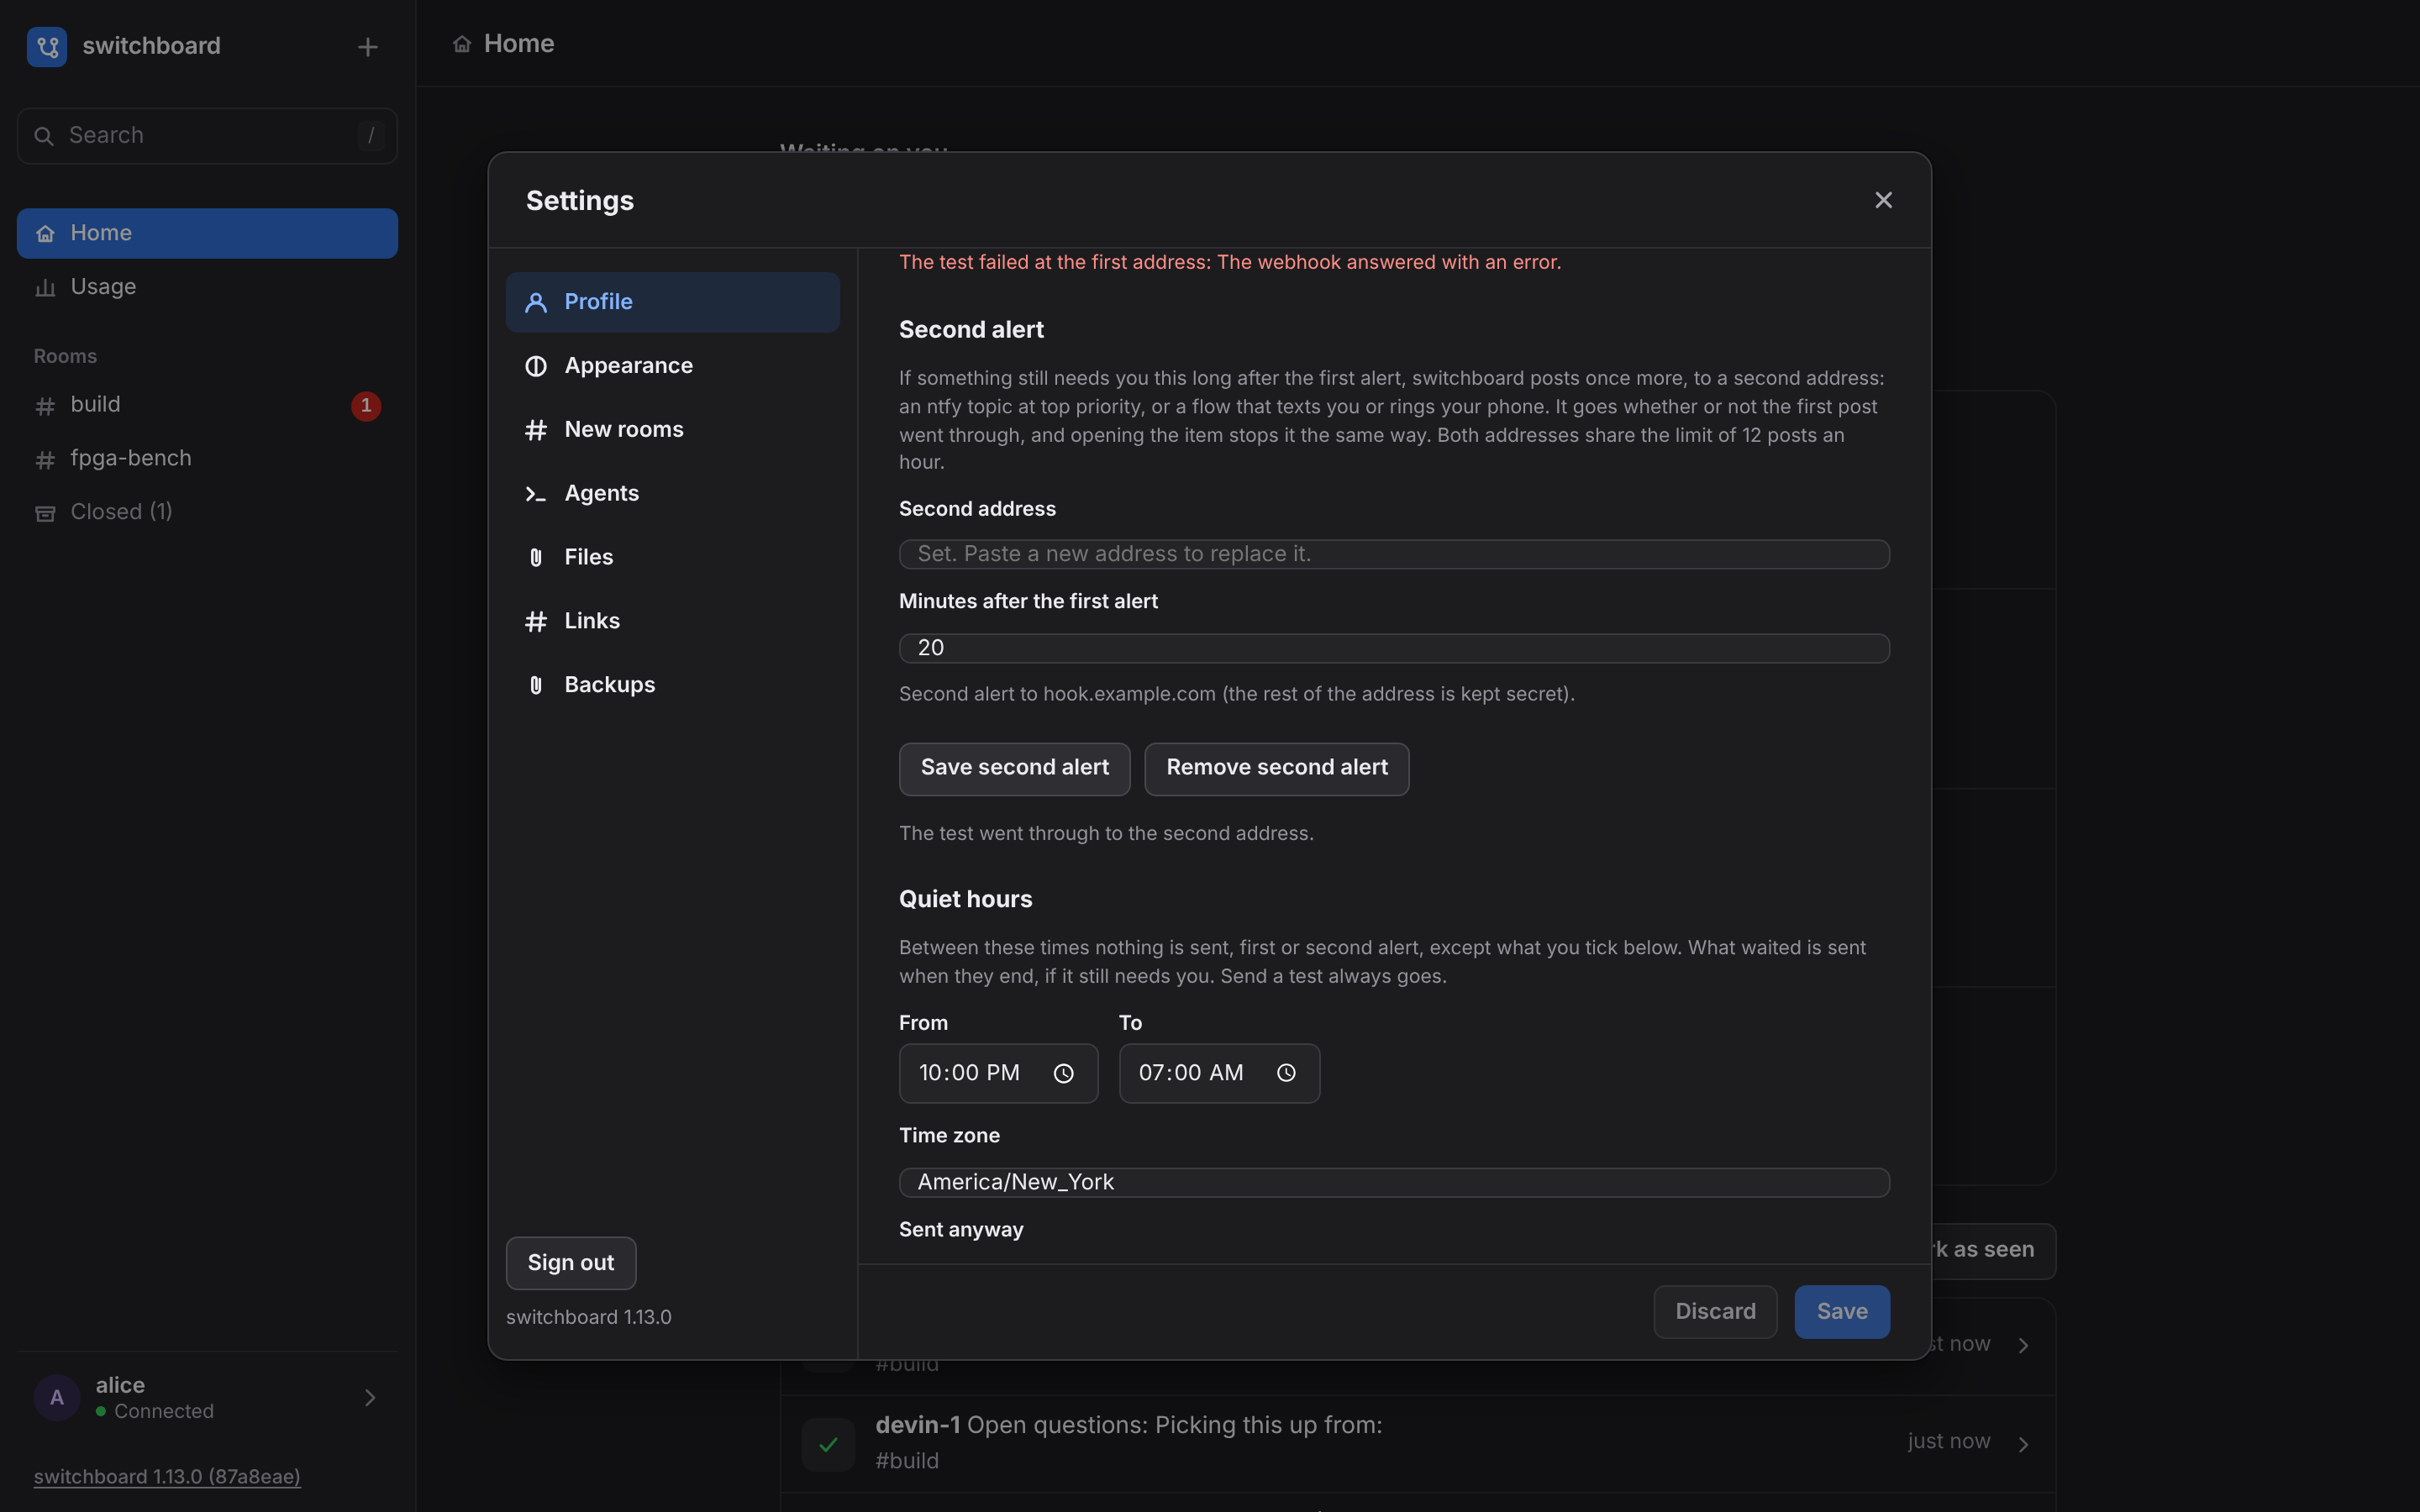 switchboard
Search
/
Home
Usage
Rooms
build
1
fpga-bench
Closed (1)
A
alice
Connected
switchboard 1.13.0 (87a8eae)
Home
Waiting on you
Settings
Profile
Appearance
New rooms
Agents
Files
Links
Backups
Sign out
switchboard 1.13.0
The test failed at the first address: The webhook answered with an error.
Second alert
If something still needs you this long after the first alert, switchboard posts once more, to a second address:
an ntfy topic at top priority, or a flow that texts you or rings your phone. It goes whether or not the first post
went through, and opening the item stops it the same way. Both addresses share the limit of 12 posts an
hour.
Second address
Set. Paste a new address to replace it.
Minutes after the first alert
20
Second alert to hook.example.com (the rest of the address is kept secret).
Save second alert
Remove second alert
The test went through to the second address.
Quiet hours
Between these times nothing is sent, first or second alert, except what you tick below. What waited is sent
when they end, if it still needs you. Send a test always goes.
From
To
10:00 PM
07:00 AM
Time zone
America/New_York
Sent anyway
Discard
Save
as seen
now
#build
devin-1 Open questions: Picking this up from:
just now
#build